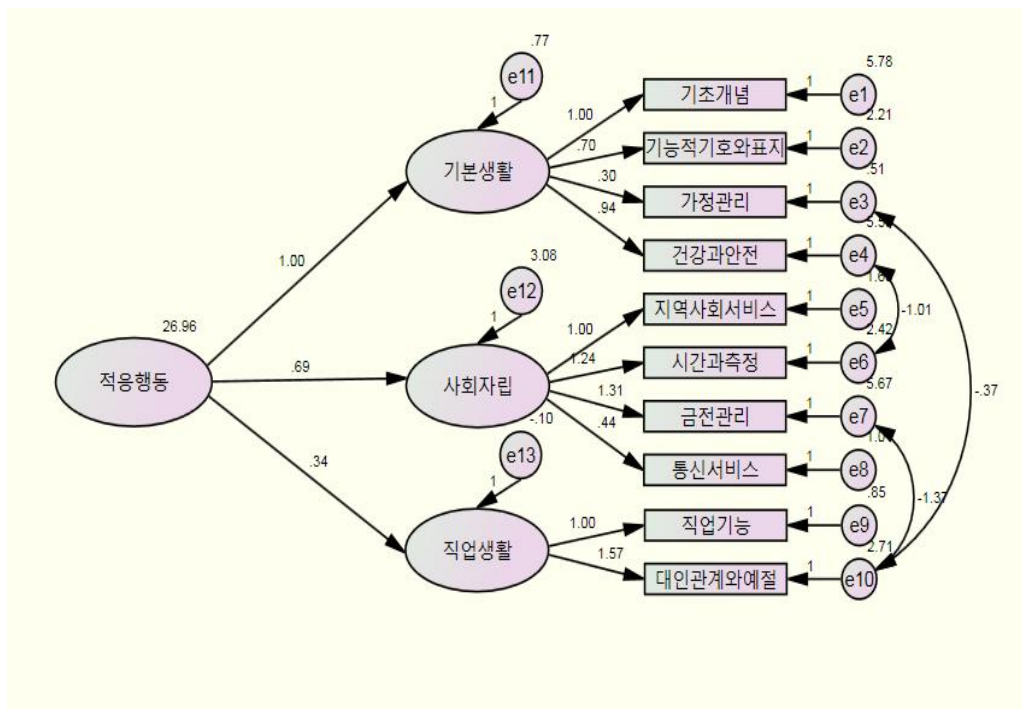 .77
e11
1
기본생활
1.00
.70
.30
.94
기초개념
기능적기호와표지
가정관리
건강과안전
1
1
1
1
5.78
e1
2.21
e2
.51
e3
e4
1.00
3.08
e12
1
26.96
적응행동
.69
사회자립
1.00
1.24
1.31
.44
지역사회서비스
시간과측정
금전관리
통신서비스
1
1
1
1
e5
2.42
e6
5.67
e7
e8
-1.01
-.37
-1.37
.34
-.10
e13
1
직업생활
1.00
1.57
직업기능
대인관계와예절
1
1
.85
e9
2.71
e10